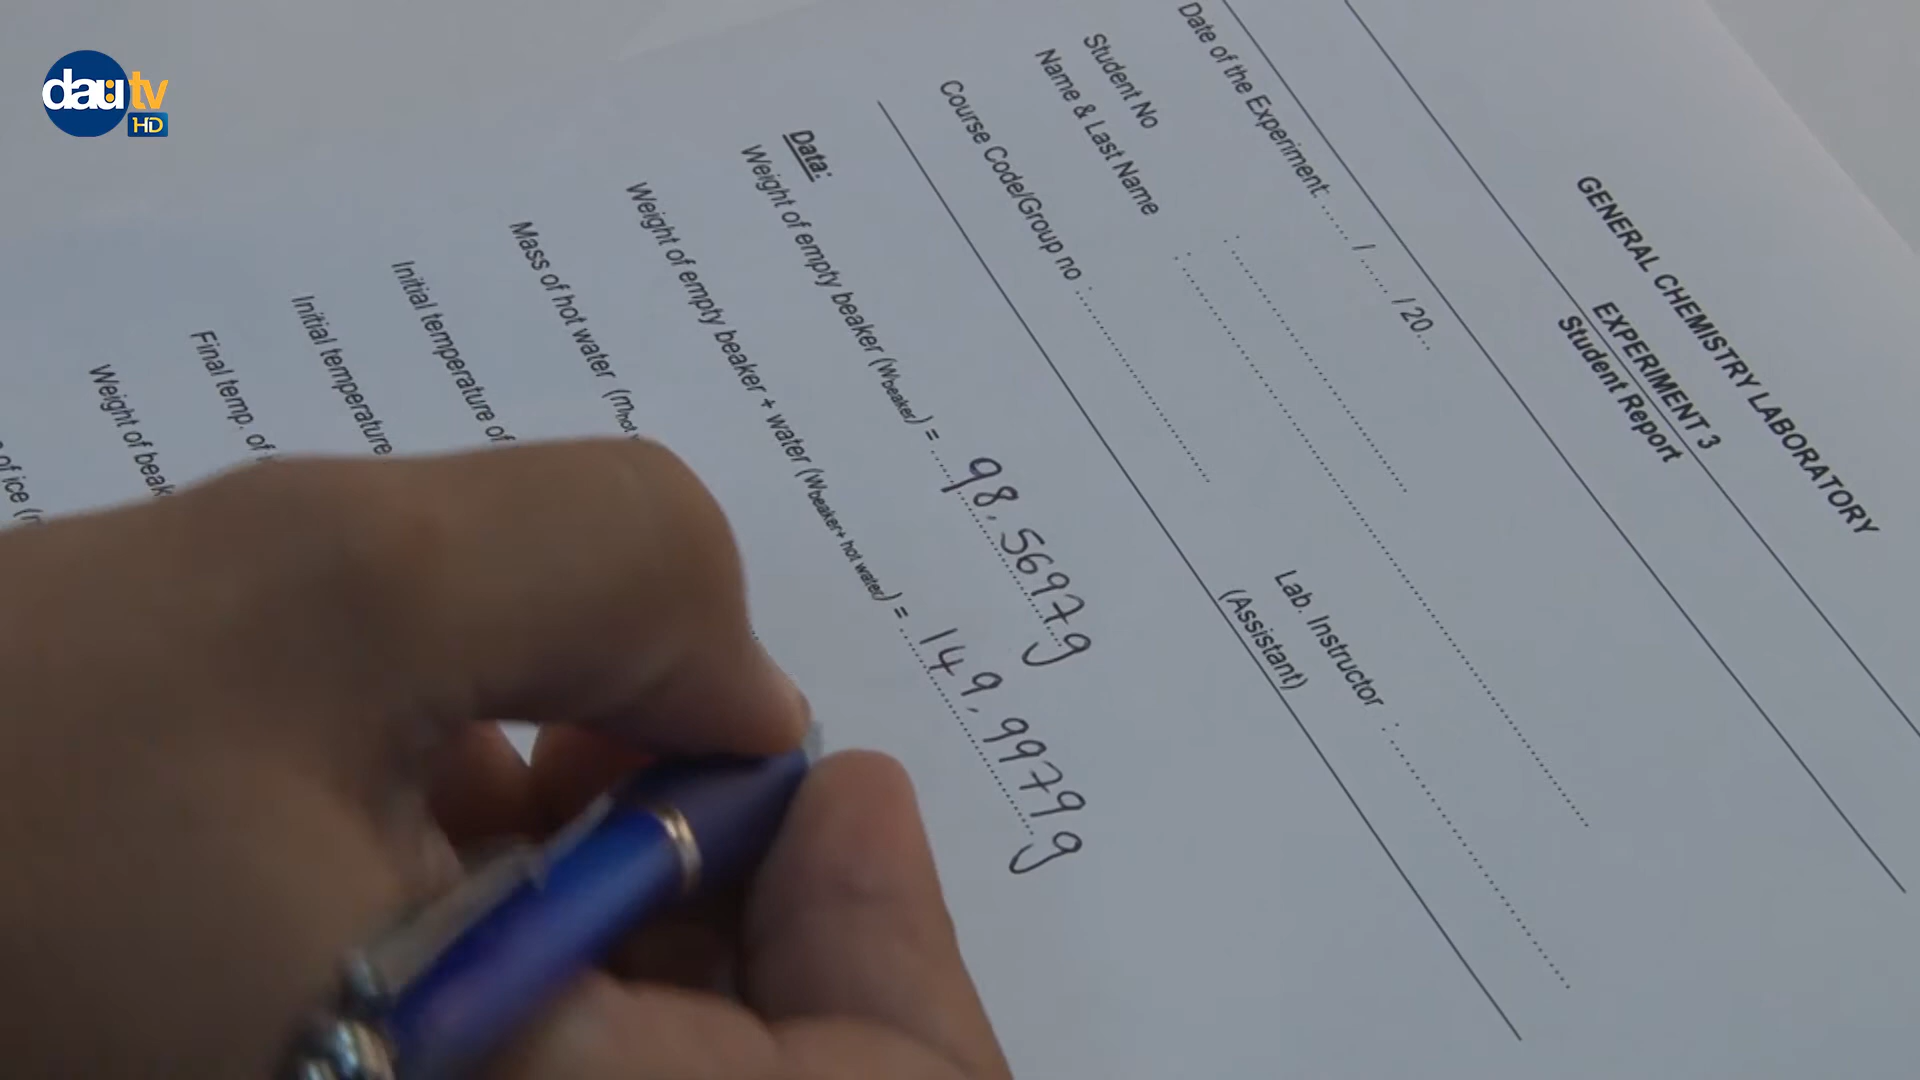 dautv
HD
GENERAL CHEMISTRY LABORATORY
EXPERIMENT 3
Student Report
Date of the Experiment: ...... / ...... / 20...
Student No :
Name & Last Name :
Course Code/Group no :
Lab. Instructor :
(Assistant)
Data:
Weight of empty beaker (Wbeaker) = 98,5697g
Weight of empty beaker + water (Wbeaker+ hot water) = 149,9979g
Mass of hot water (mhot
Initial temperature of
Initial temperature
Final temp. of
Weight of
of ice